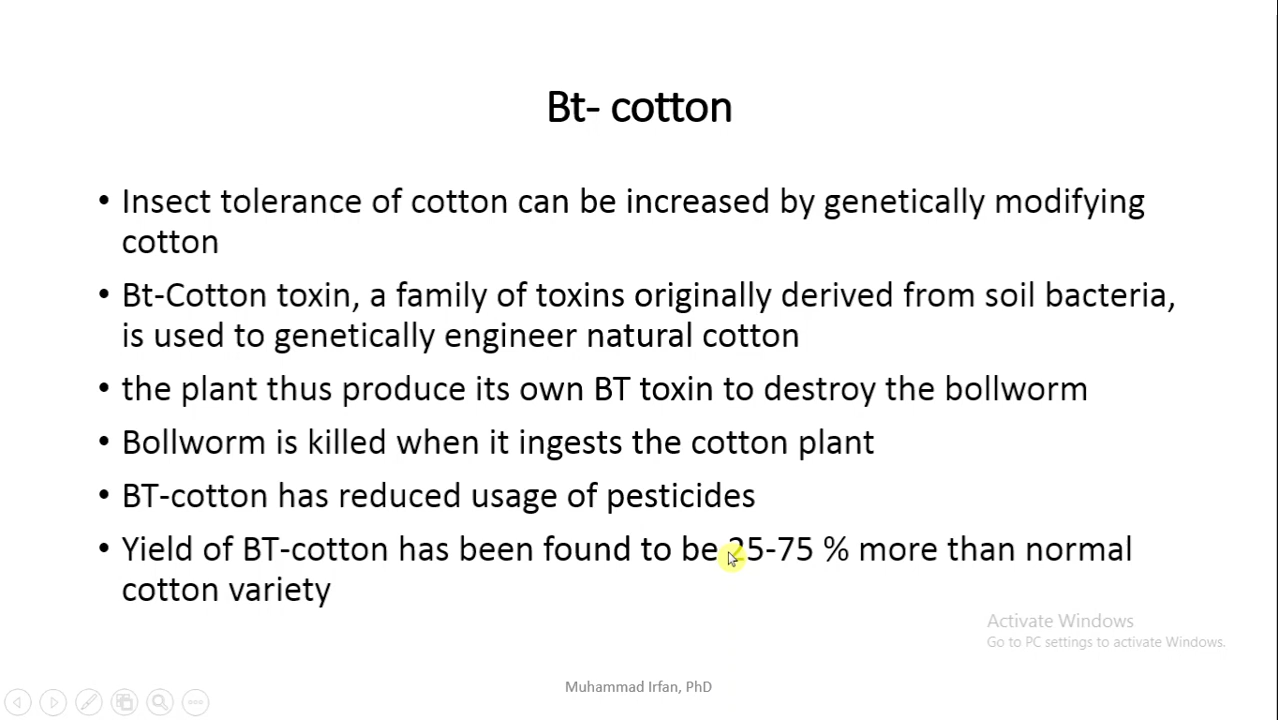 Bt- cotton
• Insect tolerance of cotton can be increased by genetically modifying
cotton
• Bt-Cotton toxin, a family of toxins originally derived from soil bacteria,
is used to genetically engineer natural cotton
• the plant thus produce its own BT toxin to destroy the bollworm
• Bollworm is killed when it ingests the cotton plant
• BT-cotton has reduced usage of pesticides
• Yield of BT-cotton has been found to be 25-75 % more than normal
cotton variety
Activate Windows
Go to PC settings to activate Windows.
Muhammad Irfan, PhD